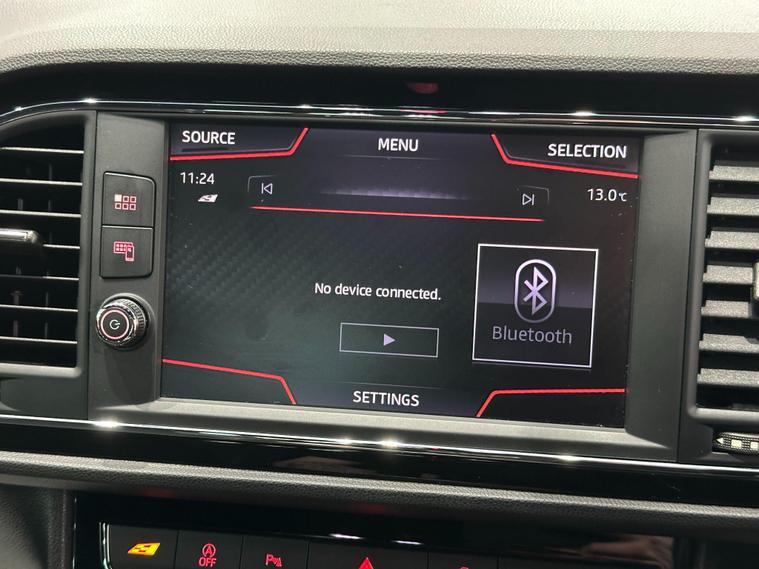 SOURCE
MENU
SELECTION
11:24
13.0°C
No device connected.
Bluetooth
SETTINGS
A
OFF
P